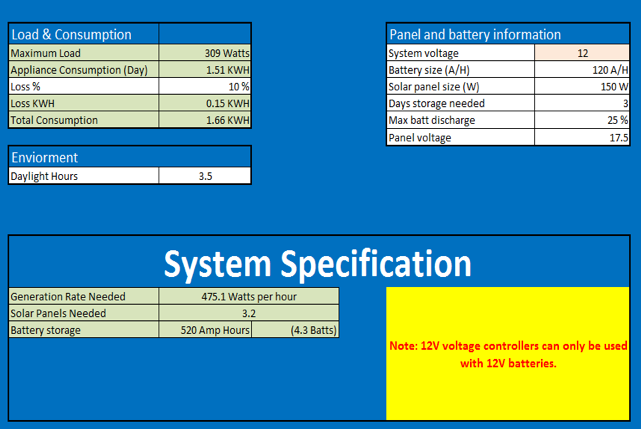 Load & Consumption
Maximum Load 309 Watts
Appliance Consumption (Day) 1.51 KWH
Loss % 10 %
Loss KWH 0.15 KWH
Total Consumption 1.66 KWH
Enviorment
Daylight Hours 3.5
Panel and battery information
System voltage 12
Battery size (A/H) 120 A/H
Solar panel size (W) 150 W
Days storage needed 3
Max batt discharge 25 %
Panel voltage 17.5
System Specification
Generation Rate Needed 475.1 Watts per hour
Solar Panels Needed 3.2
Battery storage 520 Amp Hours (4.3 Batts)
Note: 12V voltage controllers can only be used
with 12V batteries.